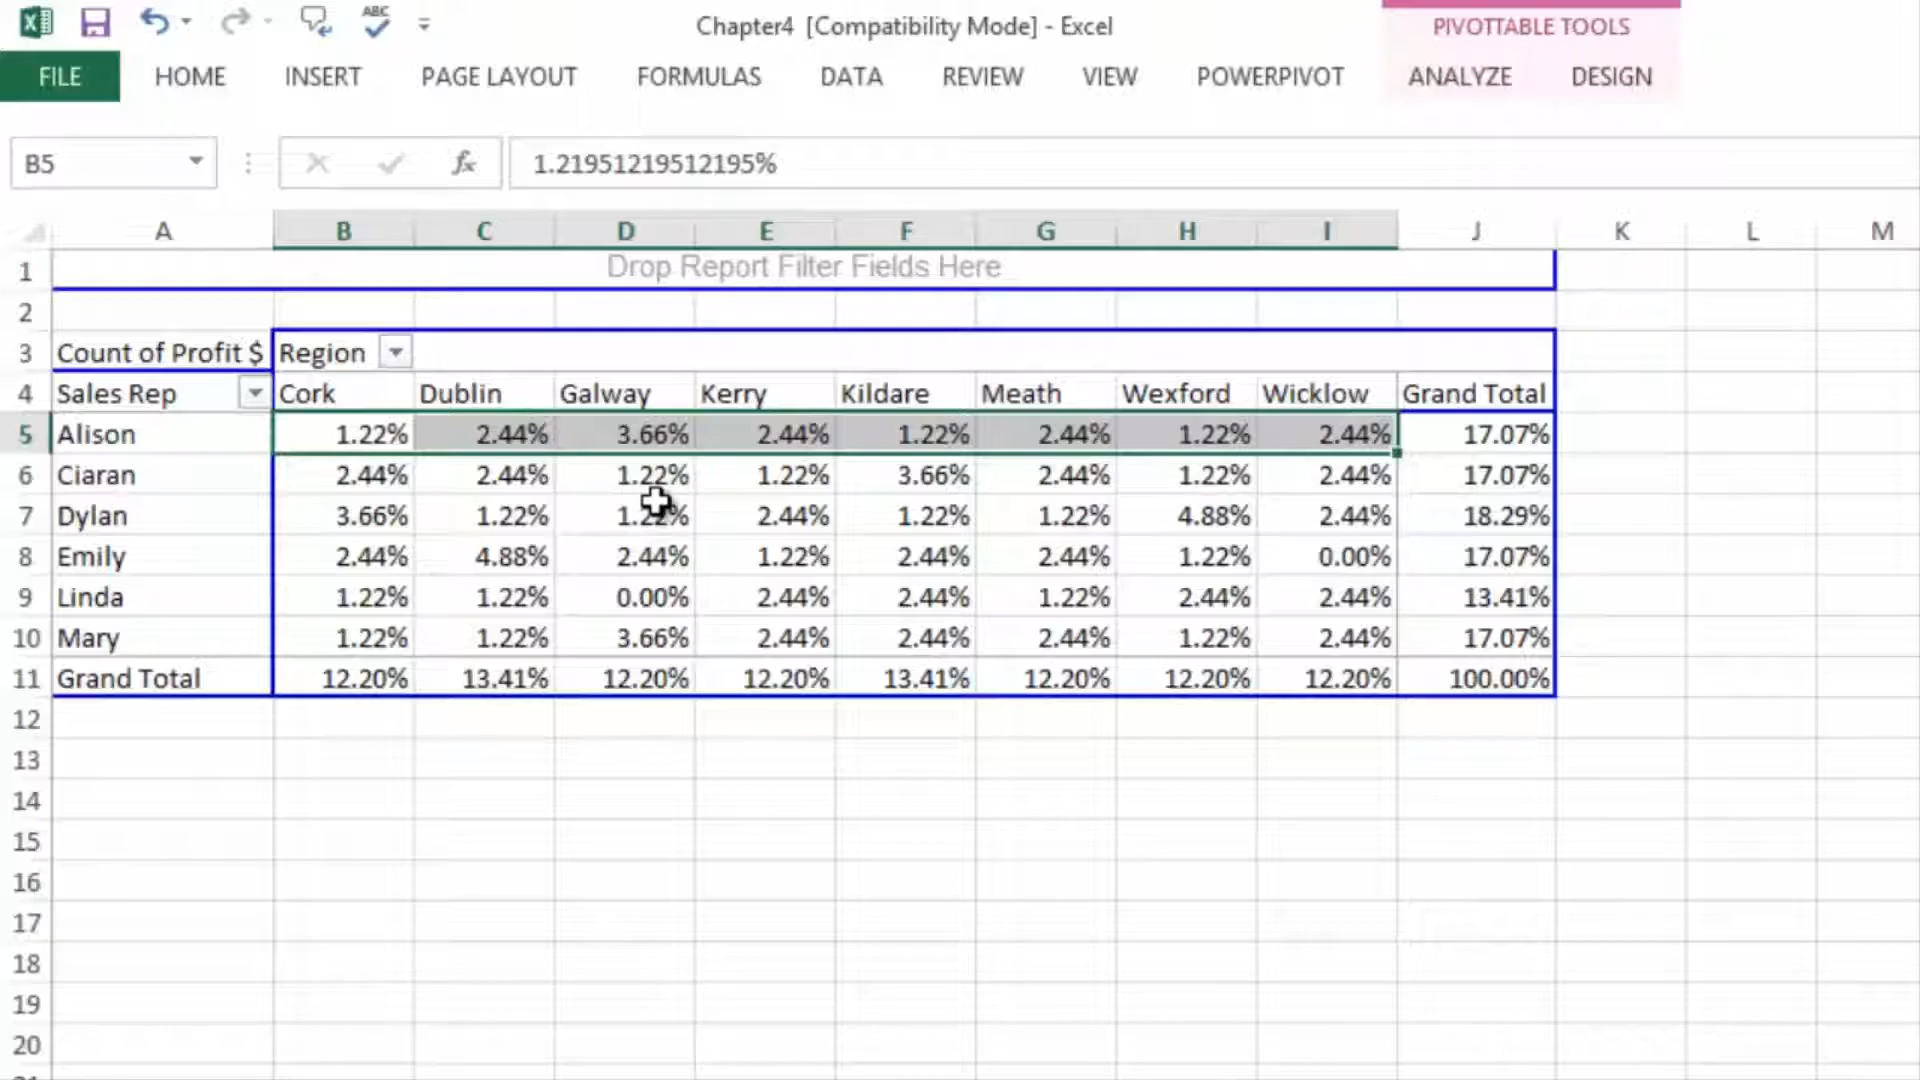 ABC
Chapter4 [Compatibility Mode] - Excel
PIVOTTABLE TOOLS
FILE HOME INSERT PAGE LAYOUT FORMULAS DATA REVIEW VIEW POWERPIVOT ANALYZE DESIGN
B5 fx 1.21951219512195%
A B C D E F G H I J K L M
1 Drop Report Filter Fields Here
2
3 Count of Profit $ Region
4 Sales Rep Cork Dublin Galway Kerry Kildare Meath Wexford Wicklow Grand Total
5 Alison 1.22% 2.44% 3.66% 2.44% 1.22% 2.44% 1.22% 2.44% 17.07%
6 Ciaran 2.44% 2.44% 1.22% 1.22% 3.66% 2.44% 1.22% 2.44% 17.07%
7 Dylan 3.66% 1.22% 1.22% 2.44% 1.22% 1.22% 4.88% 2.44% 18.29%
8 Emily 2.44% 4.88% 2.44% 1.22% 2.44% 2.44% 1.22% 0.00% 17.07%
9 Linda 1.22% 1.22% 0.00% 2.44% 2.44% 1.22% 2.44% 2.44% 13.41%
10 Mary 1.22% 1.22% 3.66% 2.44% 2.44% 2.44% 1.22% 2.44% 17.07%
11 Grand Total 12.20% 13.41% 12.20% 12.20% 13.41% 12.20% 12.20% 12.20% 100.00%
12
13
14
15
16
17
18
19
20